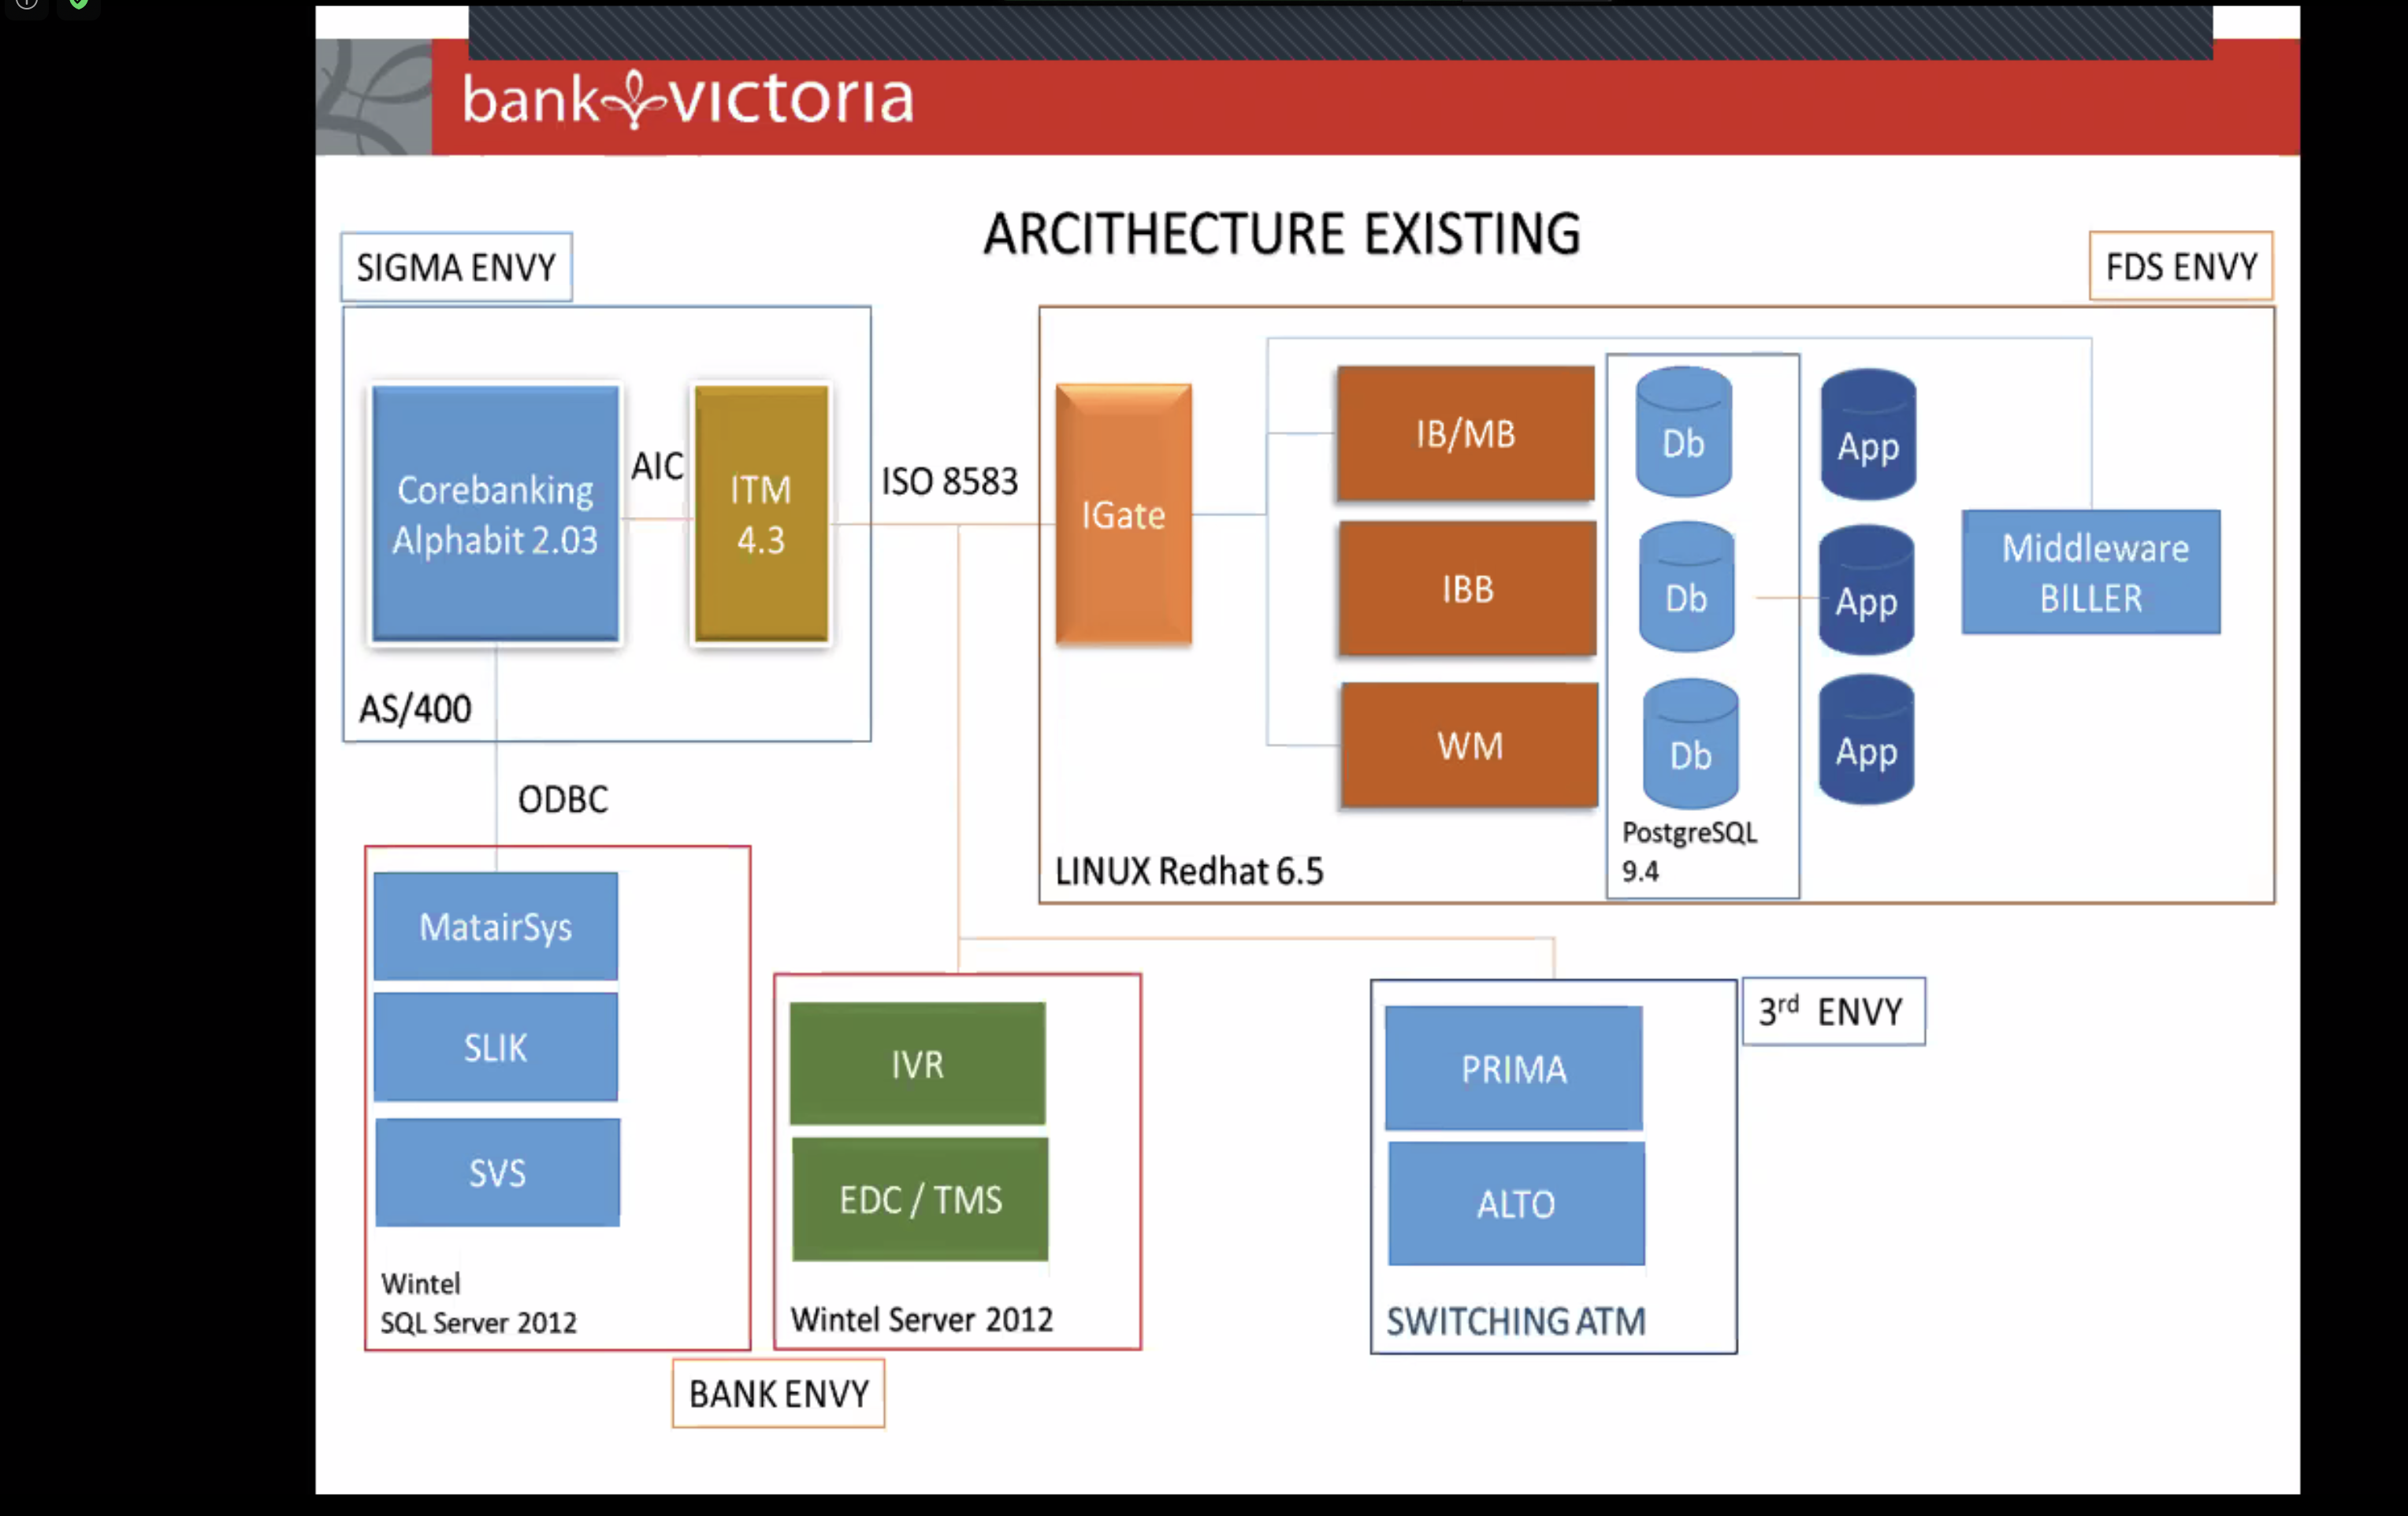 bank victoria
ARCITHECTURE EXISTING
SIGMA ENVY
FDS ENVY
Corebanking
Alphabit 2.03
AIC
ITM
4.3
ISO 8583
AS/400
ODBC
IGate
IB/MB
Db
App
IBB
Db
App
WM
Db
App
Middleware
BILLER
PostgreSQL
9.4
LINUX Redhat 6.5
MatairSys
SLIK
SVS
Wintel
SQL Server 2012
IVR
EDC / TMS
Wintel Server 2012
BANK ENVY
PRIMA
ALTO
SWITCHING ATM
3rd ENVY